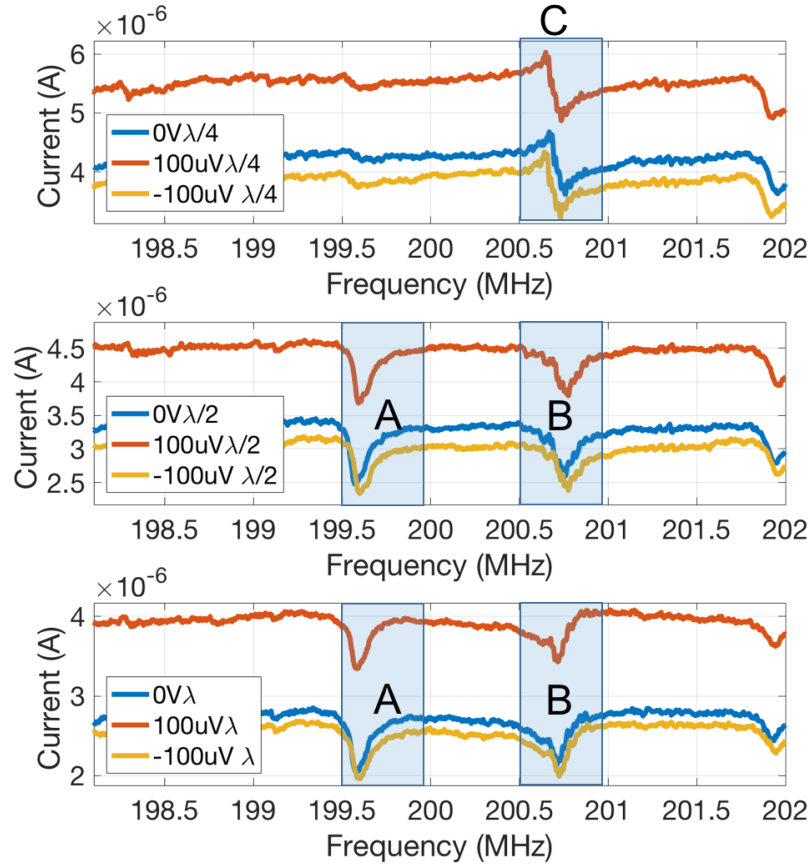 ×10⁻⁶
C
6
5
4
Current (A)
0Vλ/4
100uVλ/4
-100uV λ/4
198.5 199 199.5 200 200.5 201 201.5 202
Frequency (MHz)
×10⁻⁶
4.5
3.5
3
2.5
Current (A)
A
B
0Vλ/2
100uVλ/2
-100uV λ/2
198.5 199 199.5 200 200.5 201 201.5 202
Frequency (MHz)
×10⁻⁶
4
3
2
Current (A)
A
B
0Vλ
100uVλ
-100uV λ
198.5 199 199.5 200 200.5 201 201.5 202
Frequency (MHz)